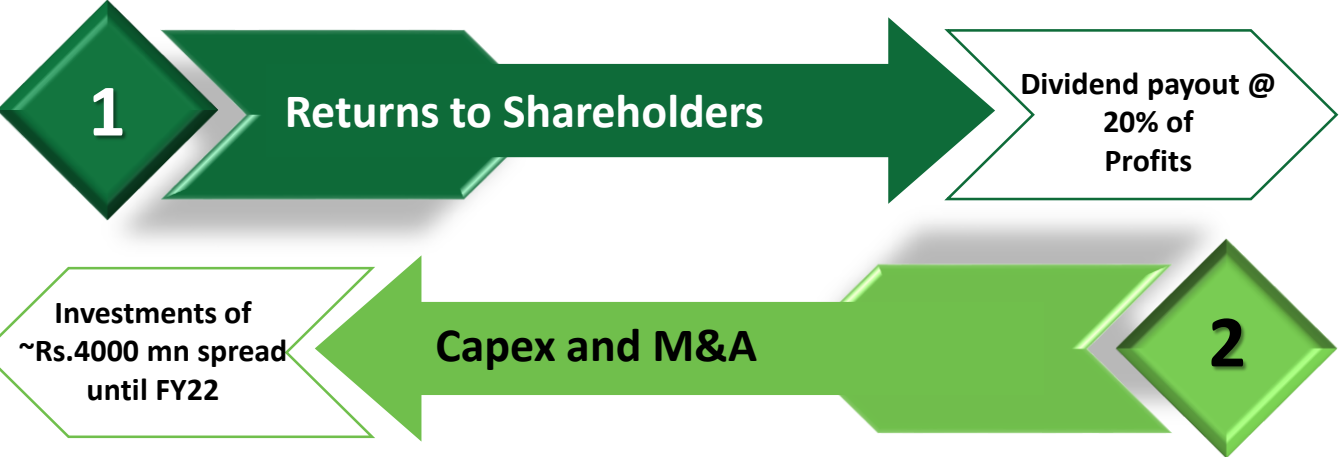 1
Returns to Shareholders
Dividend payout @
20% of
Profits
Investments of
~Rs.4000 mn spread
until FY22
Capex and M&A
2